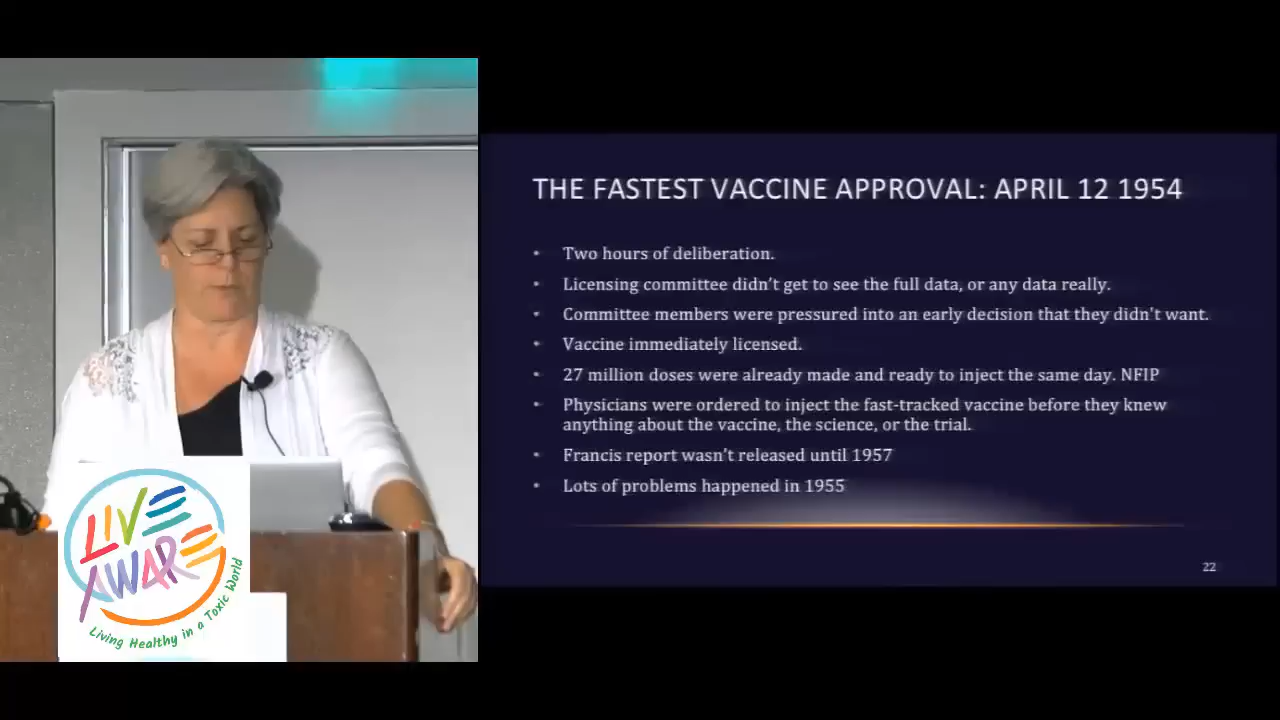 THE FASTEST VACCINE APPROVAL: APRIL 12 1954
• Two hours of deliberation.
• Licensing committee didn't get to see the full data, or any data really.
• Committee members were pressured into an early decision that they didn't want.
• Vaccine immediately licensed.
• 27 million doses were already made and ready to inject the same day. NFIP
• Physicians were ordered to inject the fast-tracked vaccine before they knew
anything about the vaccine, the science, or the trial.
• Francis report wasn't released until 1957
• Lots of problems happened in 1955
22
LIVE
AWARE
Living Healthy in a Toxic World